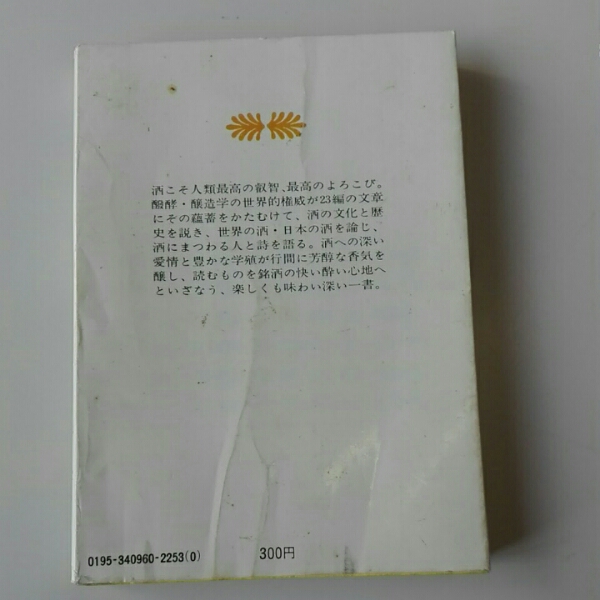 酒こそ人類最高の叡智、最高のよろこび。
醱酵・醸造学の世界的権威が23編の文章
にその蘊蓄をかたむけて、酒の文化と歴
史を説き、世界の酒・日本の酒を論じ、
酒にまつわる人と詩を語る。酒への深い
愛情と豊かな学殖が行間に芳醇な香気を
醸し、読むものを銘酒の快い酔い心地へ
といざなう、楽しくも味わい深い一書。
0195-340960-2253(0)
300円